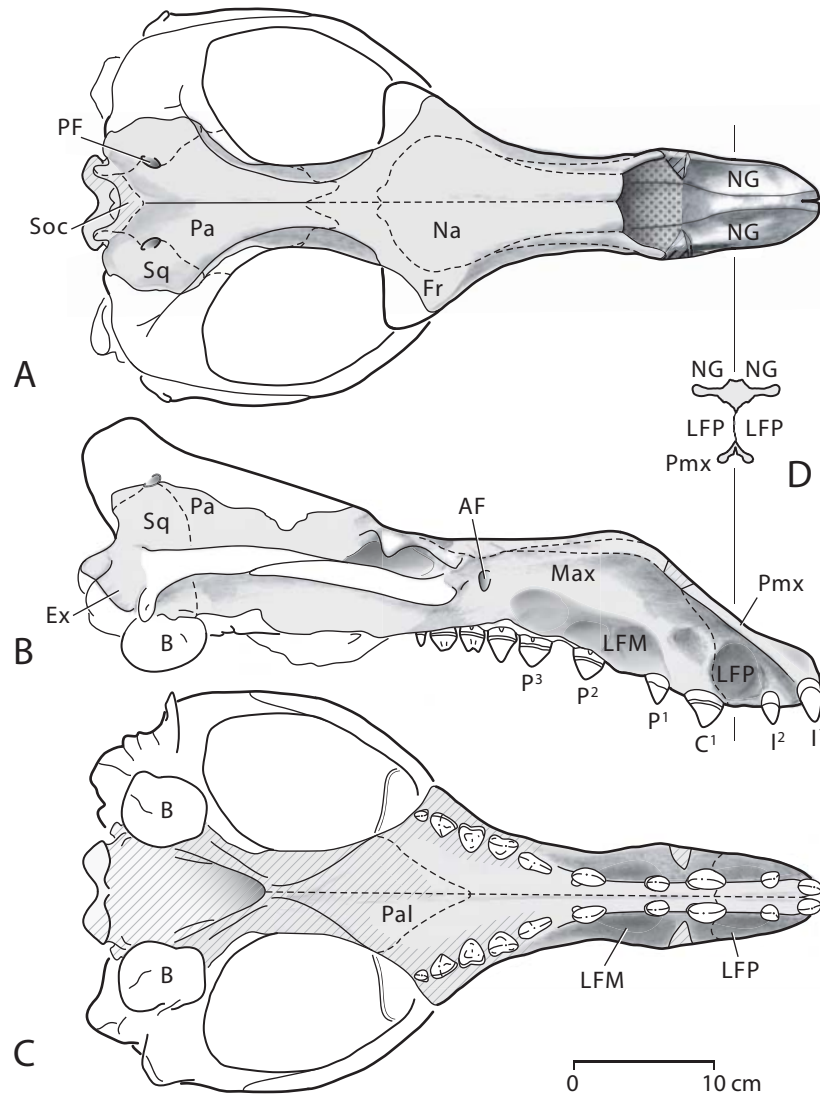 PF
NG
Soc
Pa
Na
NG
Sq
Fr
A
NG NG
LFP LFP
Pmx
D
AF
Pa
Sq
Max
Pmx
Ex
LFM
LFP
B
B
P³
P²
P¹
C¹
I²
I
B
Pal
B
LFM
LFP
C
0 10 cm